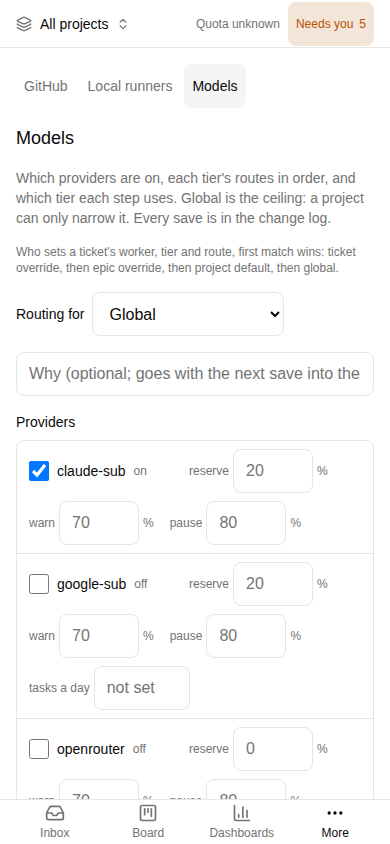 All projects
Quota unknown
Needs you 5
GitHub
Local runners
Models
Models
Which providers are on, each tier's routes in order, and
which tier each step uses. Global is the ceiling: a project
can only narrow it. Every save is in the change log.
Who sets a ticket's worker, tier and route, first match wins: ticket
override, then epic override, then project default, then global.
Routing for Global
Why (optional; goes with the next save into the
Providers
claude-sub on reserve 20 %
warn 70 % pause 80 %
google-sub off reserve 20 %
warn 70 % pause 80 %
tasks a day not set
openrouter off reserve 0 %
warn 70 % pause 80 %
Inbox
Board
Dashboards
More